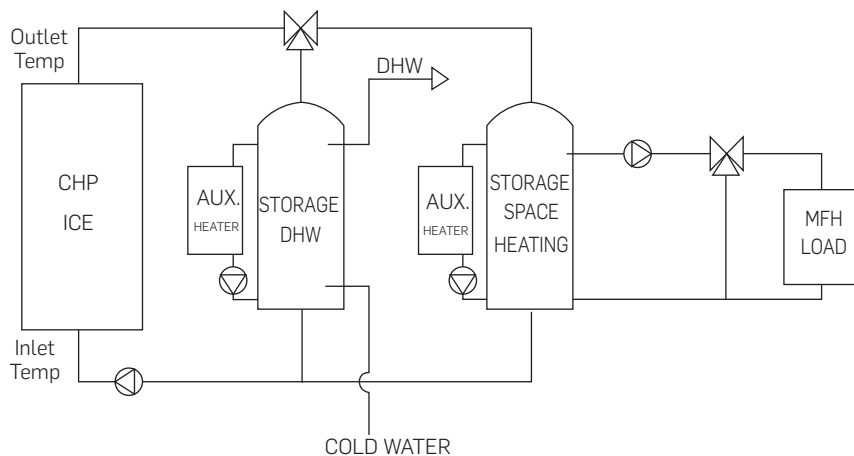 Outlet
Temp
DHW
CHP
ICE
AUX.
HEATER
STORAGE
DHW
AUX.
HEATER
STORAGE
SPACE
HEATING
MFH
LOAD
Inlet
Temp
COLD WATER